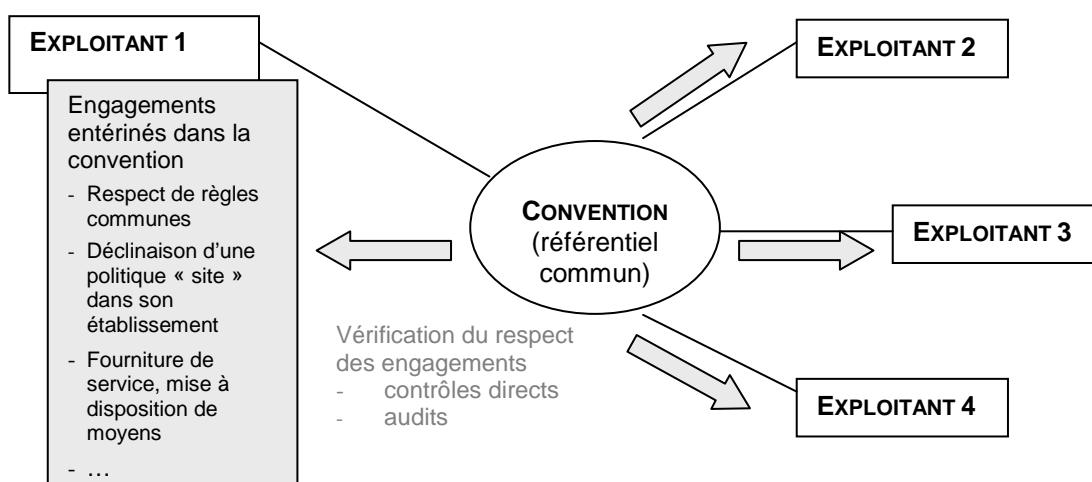 EXPLOITANT 1
Engagements
entérinés dans la
convention
- Respect de règles
communes
- Déclinaison d'une
politique « site »
dans son
établissement
- Fourniture de
service, mise à
disposition de
moyens
- …
CONVENTION
(référentiel
commun)
Vérification du respect
des engagements
- contrôles directs
- audits
EXPLOITANT 2
EXPLOITANT 3
EXPLOITANT 4